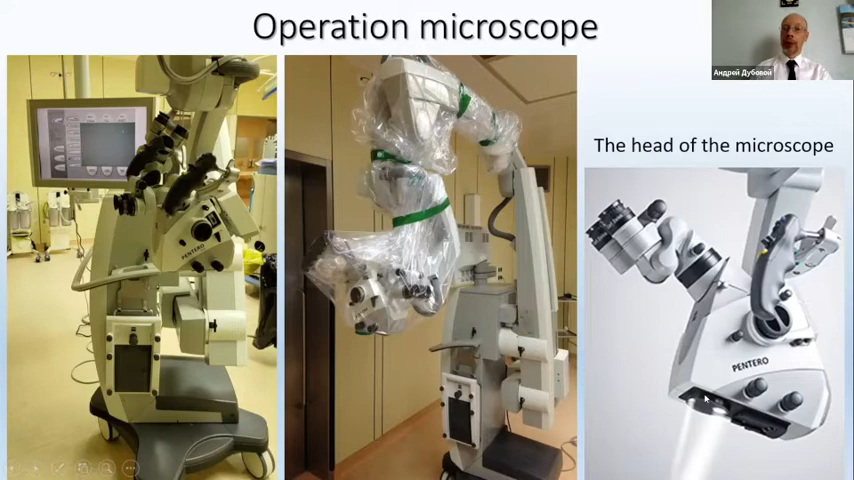 Operation microscope
Андрей Дубовой
The head of the microscope
PENTERO
PENTERO